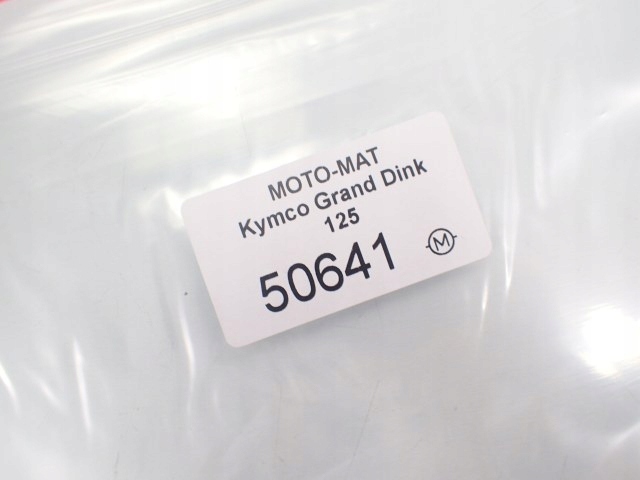 MOTO-MAT
Kymco Grand Dink
125
50641
M